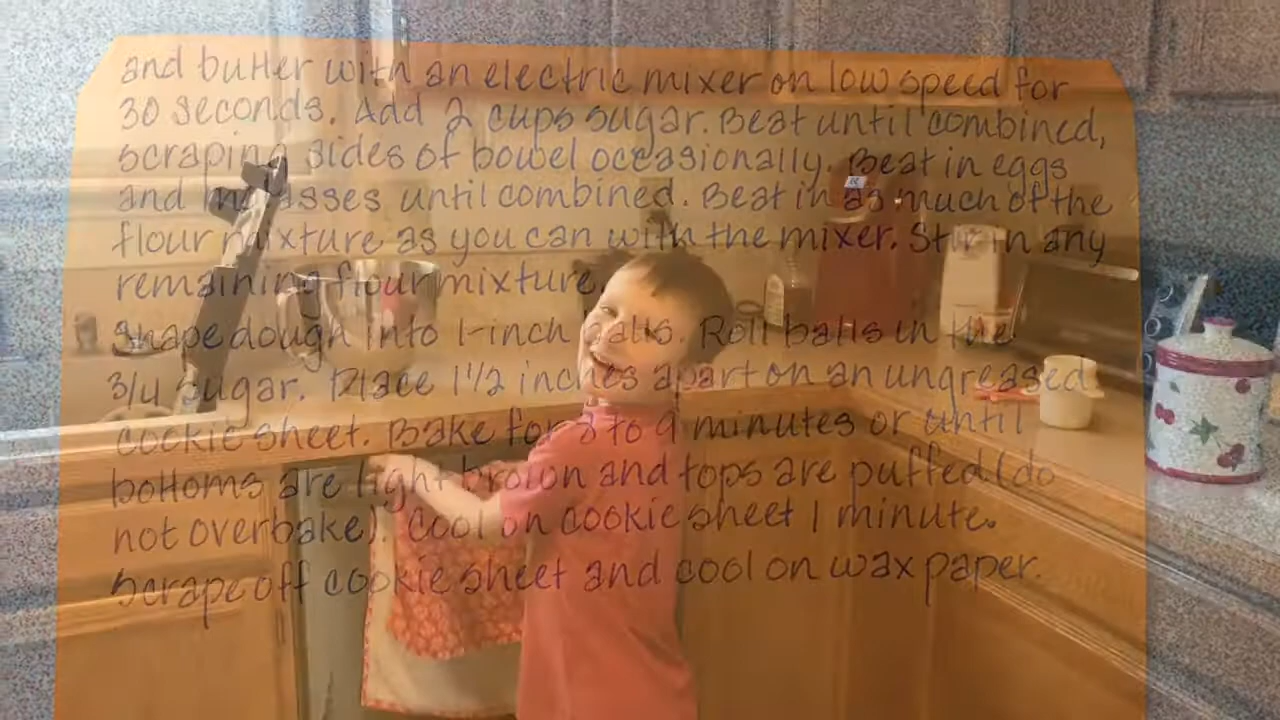 and butter with an electric mixer on low speed for
30 seconds. Add 2 cups sugar. Beat until combined,
scraping sides of bowel occasionally. Beat in eggs
and molasses until combined. Beat in as much of the
flour mixture as you can with the mixer. Stir in any
remaining flour mixture.
Shape dough into 1-inch balls. Roll balls in the
3/4 sugar. Place 1 1/2 inches apart on an ungreased
cookie sheet. Bake for 8 to 9 minutes or until
bottoms are light brown and tops are puffed (do
not overbake). Cool on cookie sheet 1 minute.
Scrape off cookie sheet and cool on wax paper.